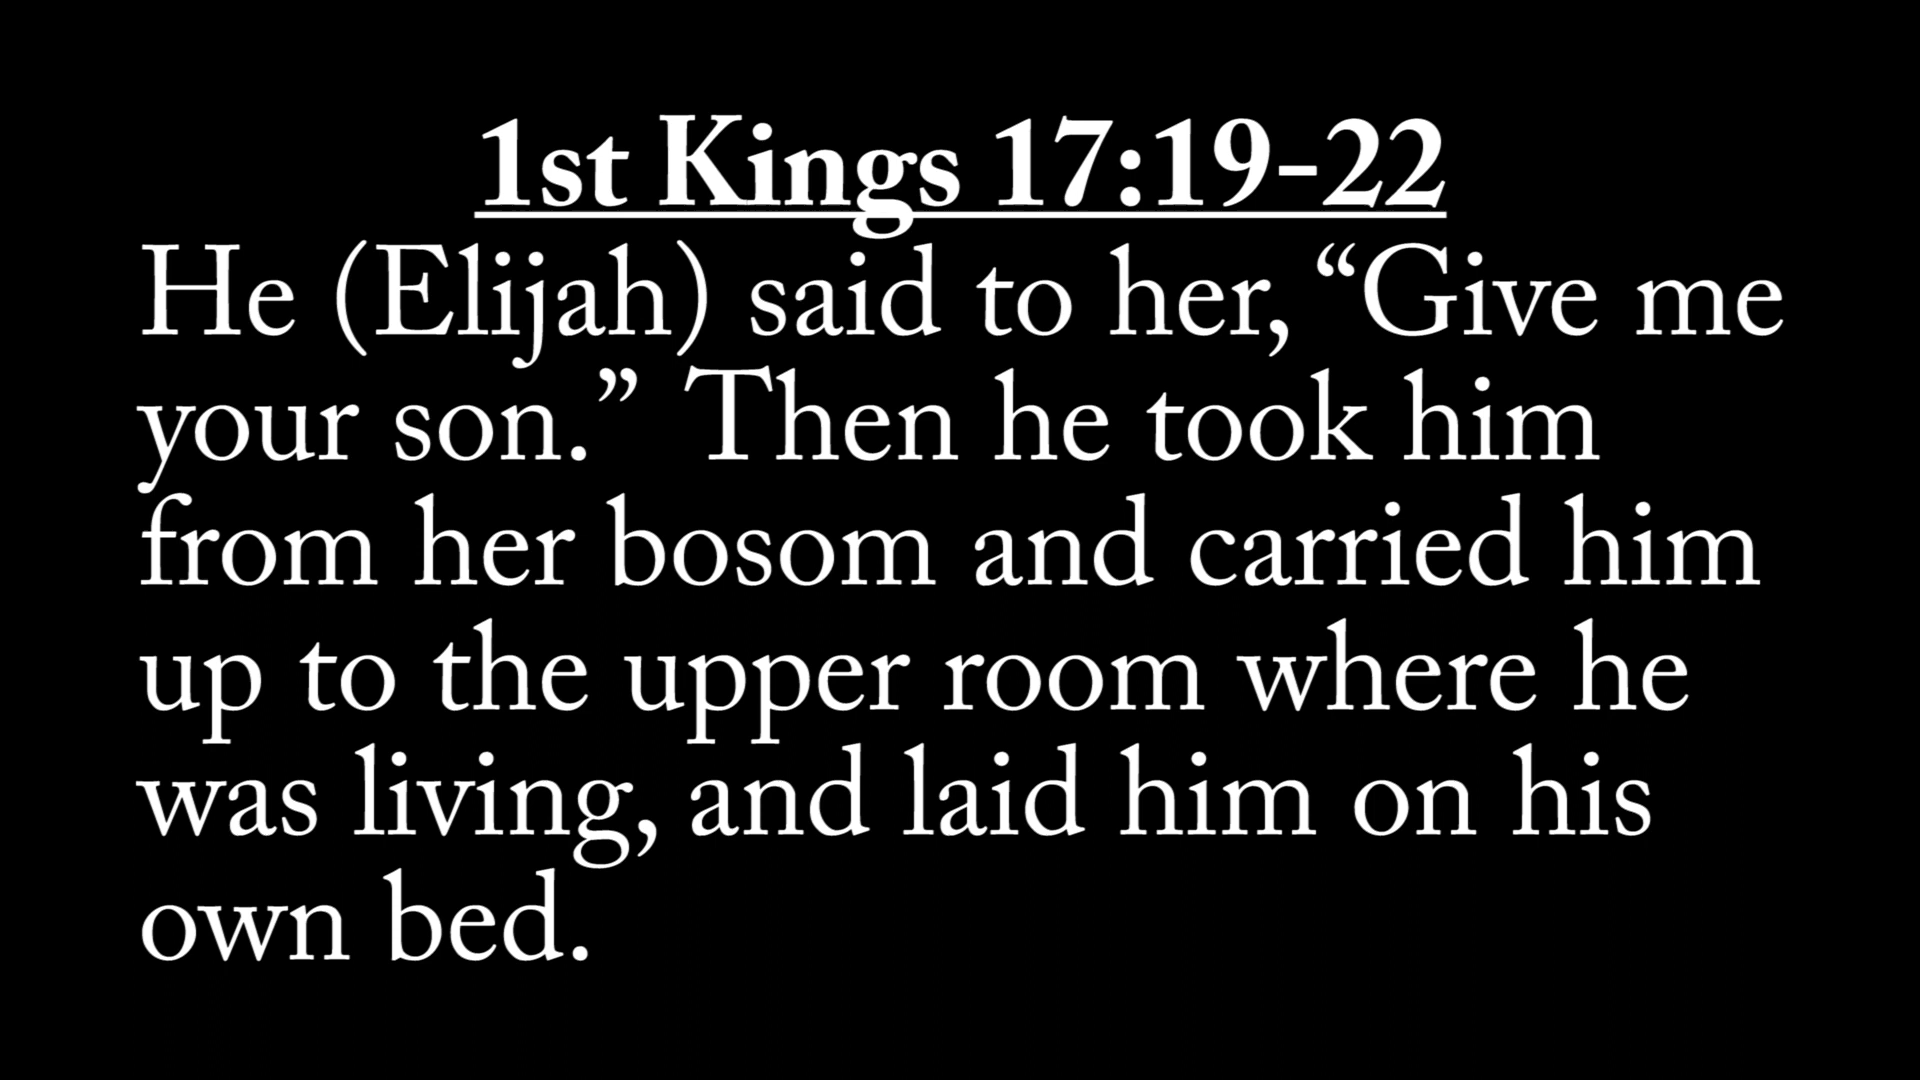 1st Kings 17:19-22
He (Elijah) said to her, “Give me
your son.” Then he took him
from her bosom and carried him
up to the upper room where he
was living, and laid him on his
own bed.